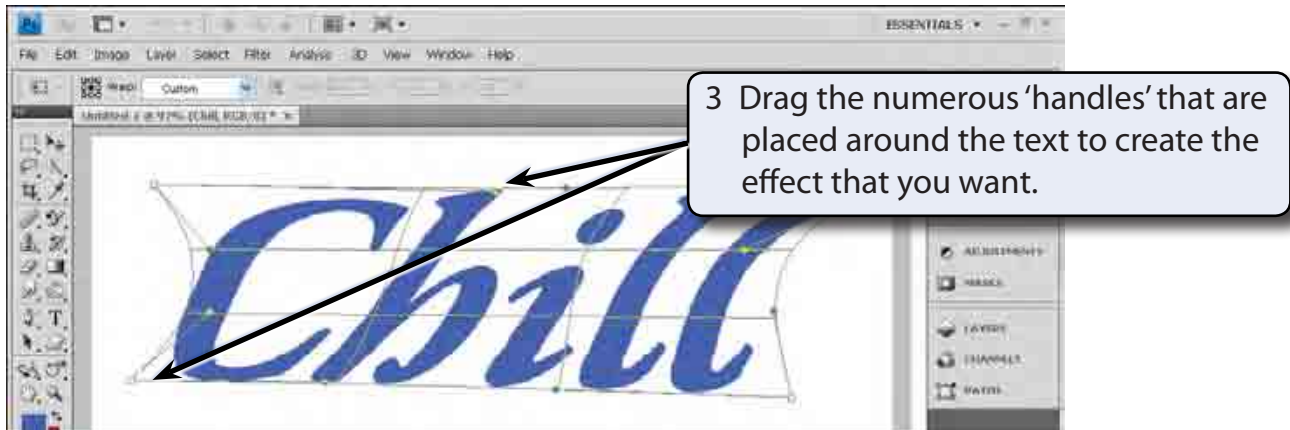 Ps
ESSENTIALS
File Edit Image Layer Select Filter Analysis 3D View Window Help
Warp: Custom
3 Drag the numerous ‘handles’ that are
placed around the text to create the
effect that you want.
Chill
ADJUSTMENTS
MASKS
LAYERS
CHANNELS
PATHS